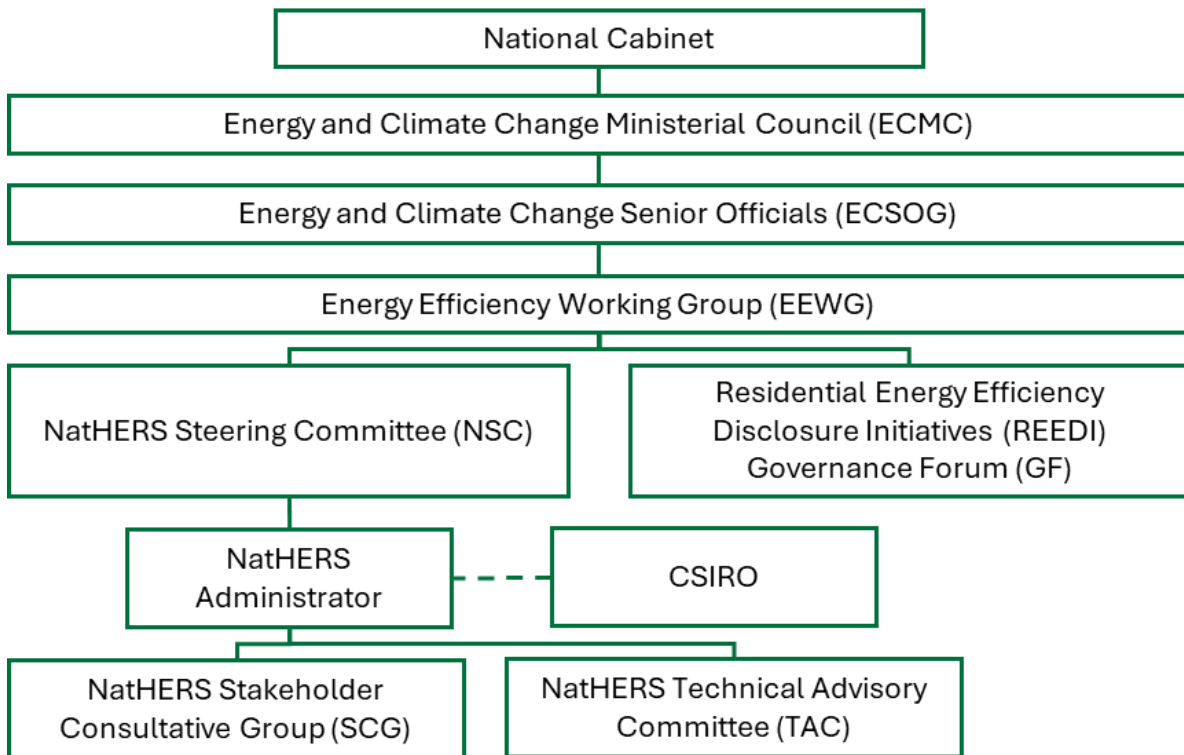 National Cabinet
Energy and Climate Change Ministerial Council (ECMC)
Energy and Climate Change Senior Officials (ECSOG)
Energy Efficiency Working Group (EEWG)
NatHERS Steering Committee (NSC)
Residential Energy Efficiency
Disclosure Initiatives (REEDI)
Governance Forum (GF)
NatHERS
Administrator
CSIRO
NatHERS Stakeholder
Consultative Group (SCG)
NatHERS Technical Advisory
Committee (TAC)